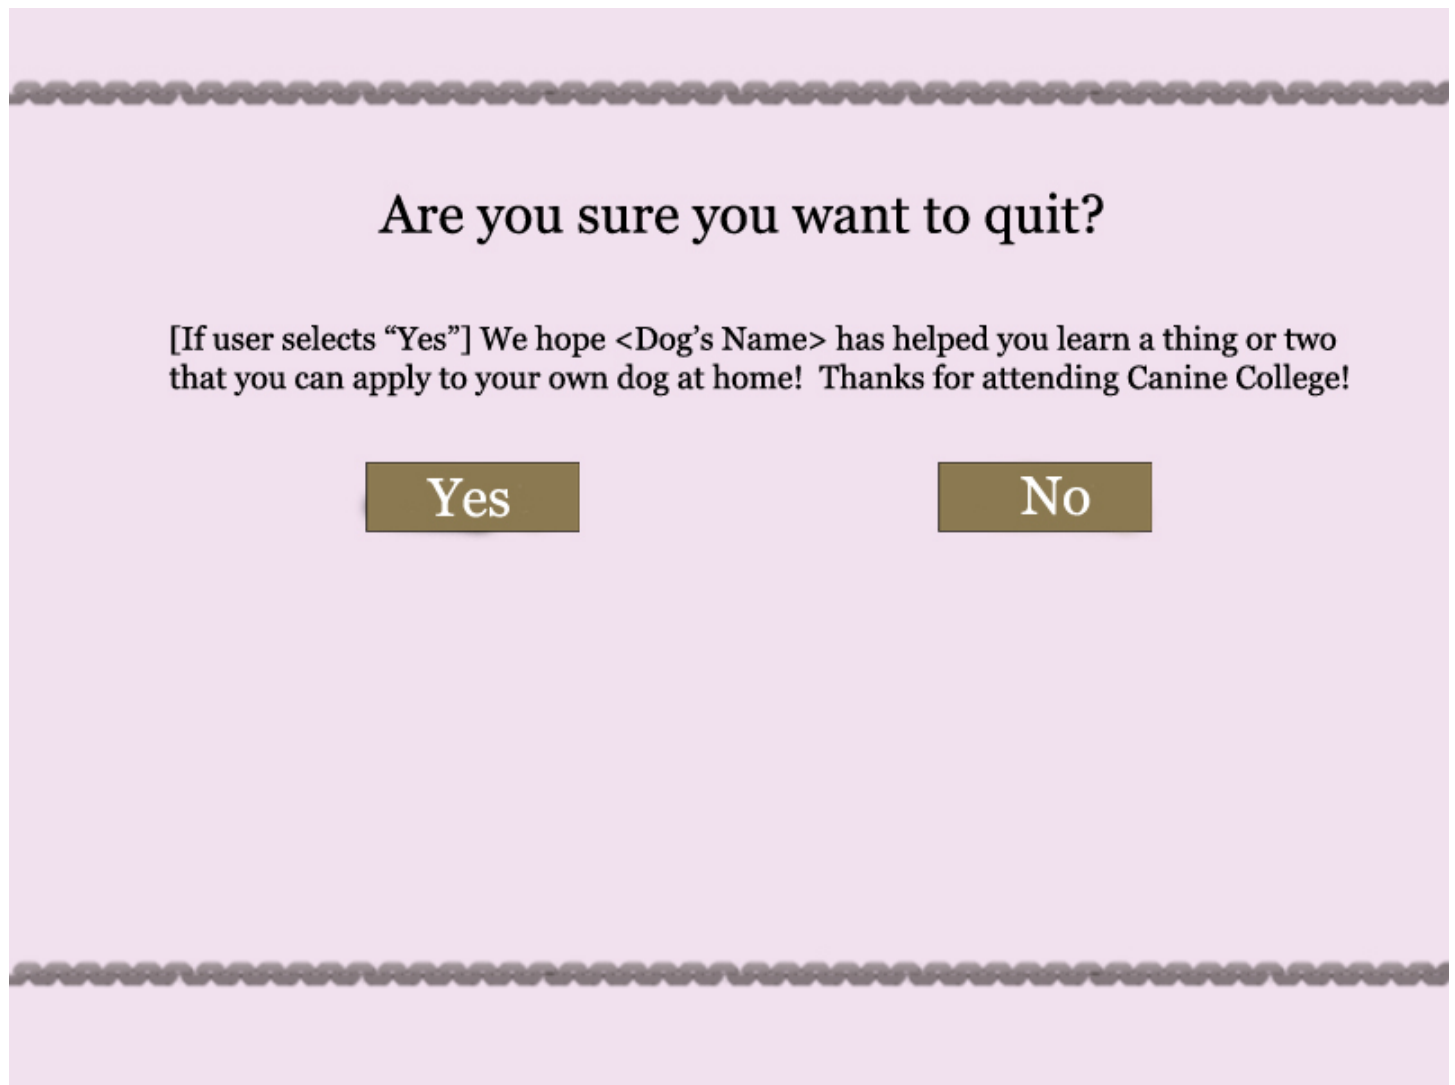 Are you sure you want to quit?
[If user selects “Yes”] We hope <Dog’s Name> has helped you learn a thing or two
that you can apply to your own dog at home!  Thanks for attending Canine College!
Yes
No